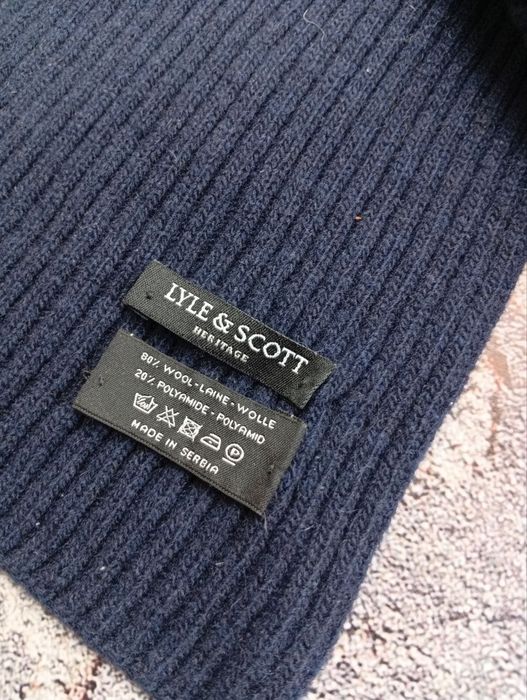 LYLE & SCOTT
HERITAGE
80% WOOL-LAINE-WOLLE
20% POLYAMIDE-POLYAMID
P
MADE IN SERBIA